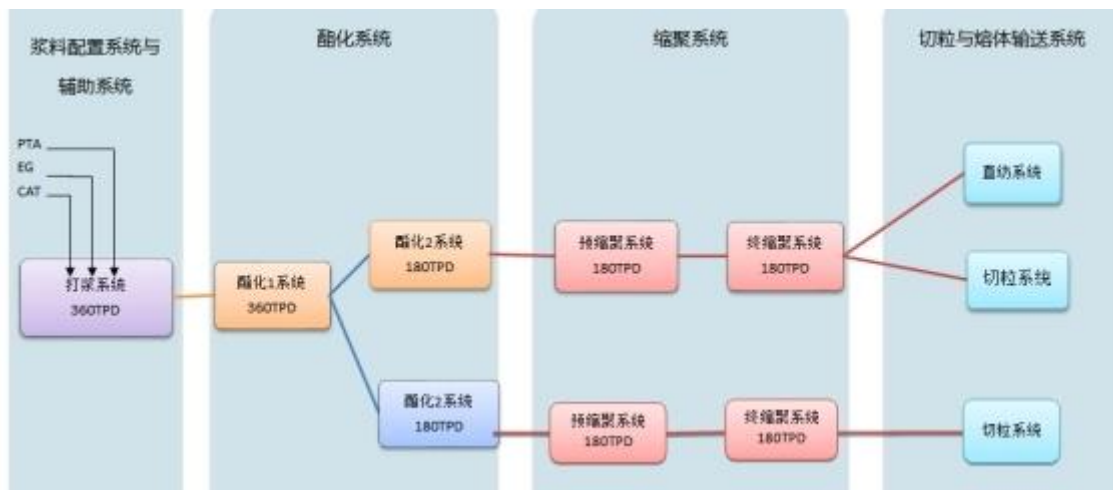 浆料配置系统与
辅助系统
酯化系统
缩聚系统
切粒与熔体输送系统
PTA
EG
CAT
打浆系统
360TPD
酯化1系统
360TPD
酯化2系统
180TPD
预缩聚系统
180TPD
终缩聚系统
180TPD
直纺系统
切粒系统
酯化2系统
180TPD
预缩聚系统
180TPD
终缩聚系统
180TPD
切粒系统